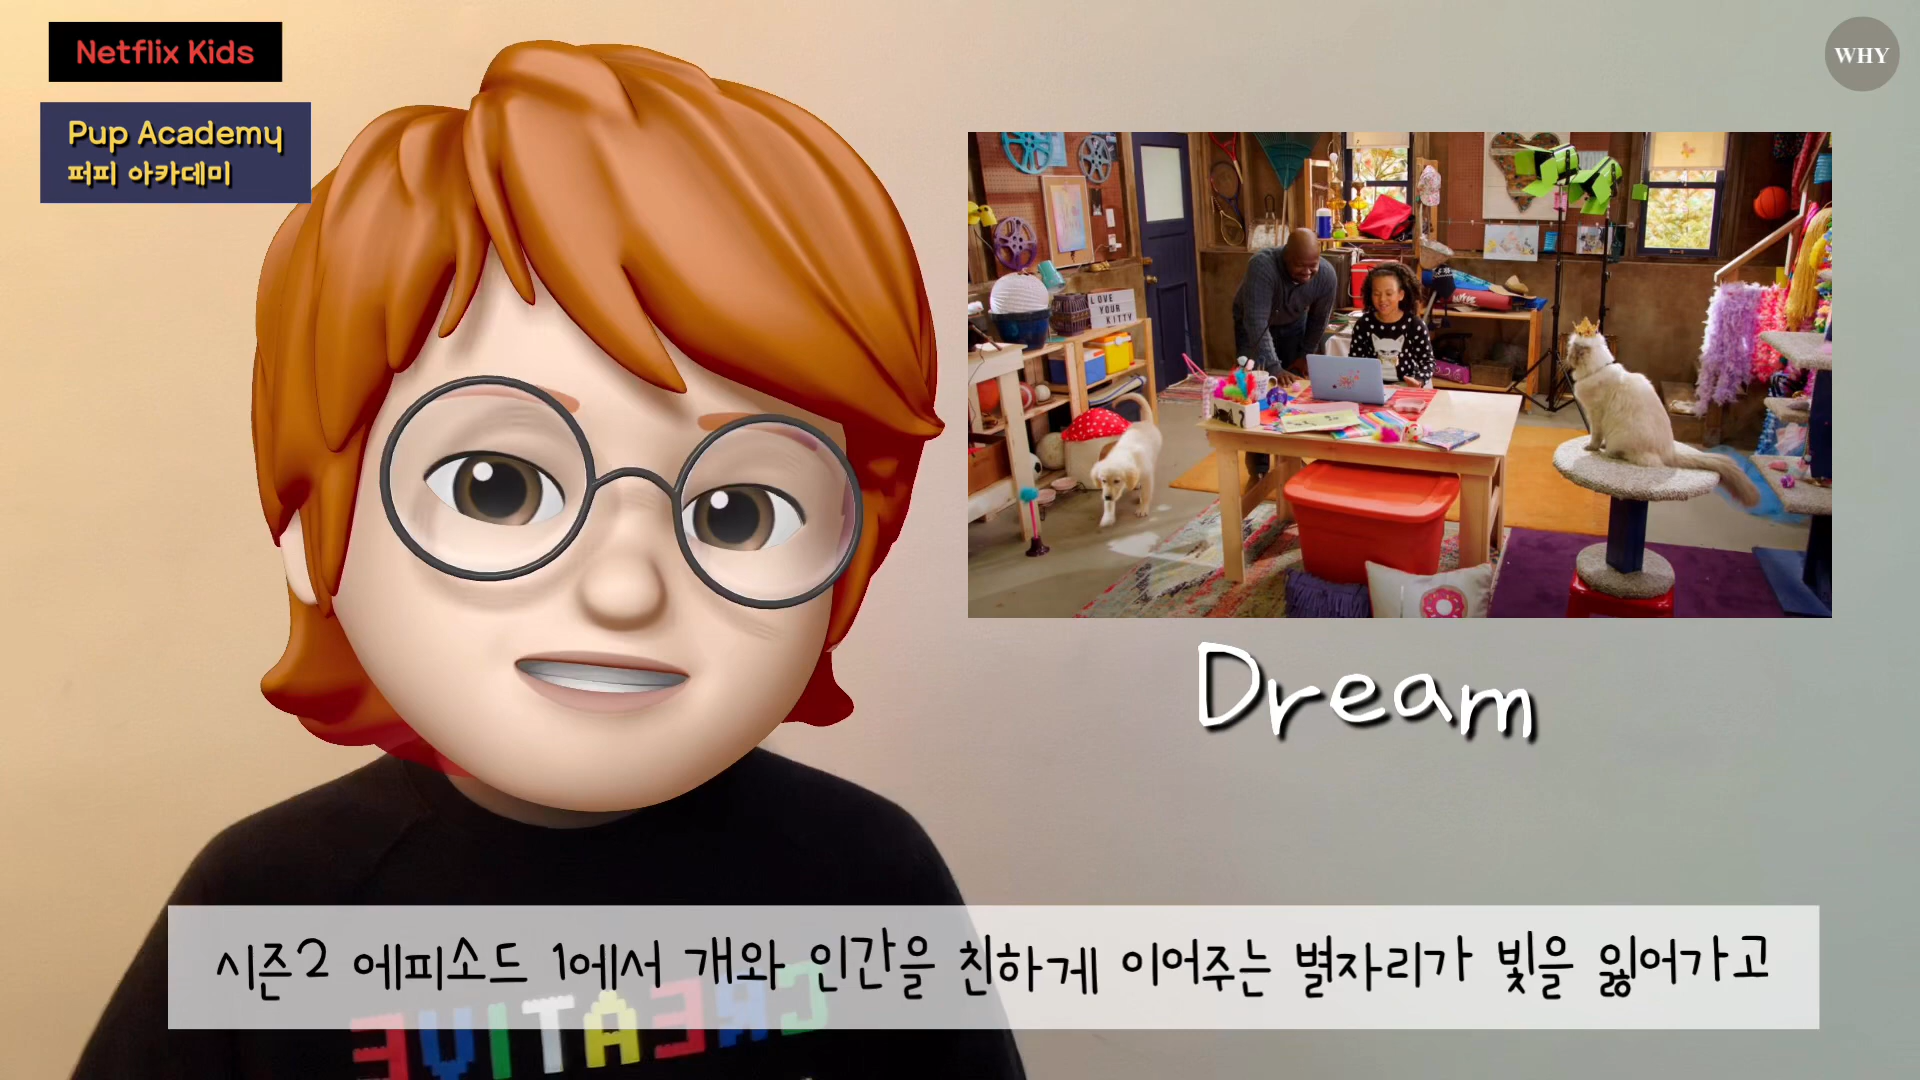 Netflix Kids
WHY
Pup Academy
퍼피 아카데미
LOVE
YOUR
KITTY
Dream
시즌2 에피소드 1에서 개와 인간을 친하게 이어주는 별자리가 빛을 잃어가고
CREATIVE